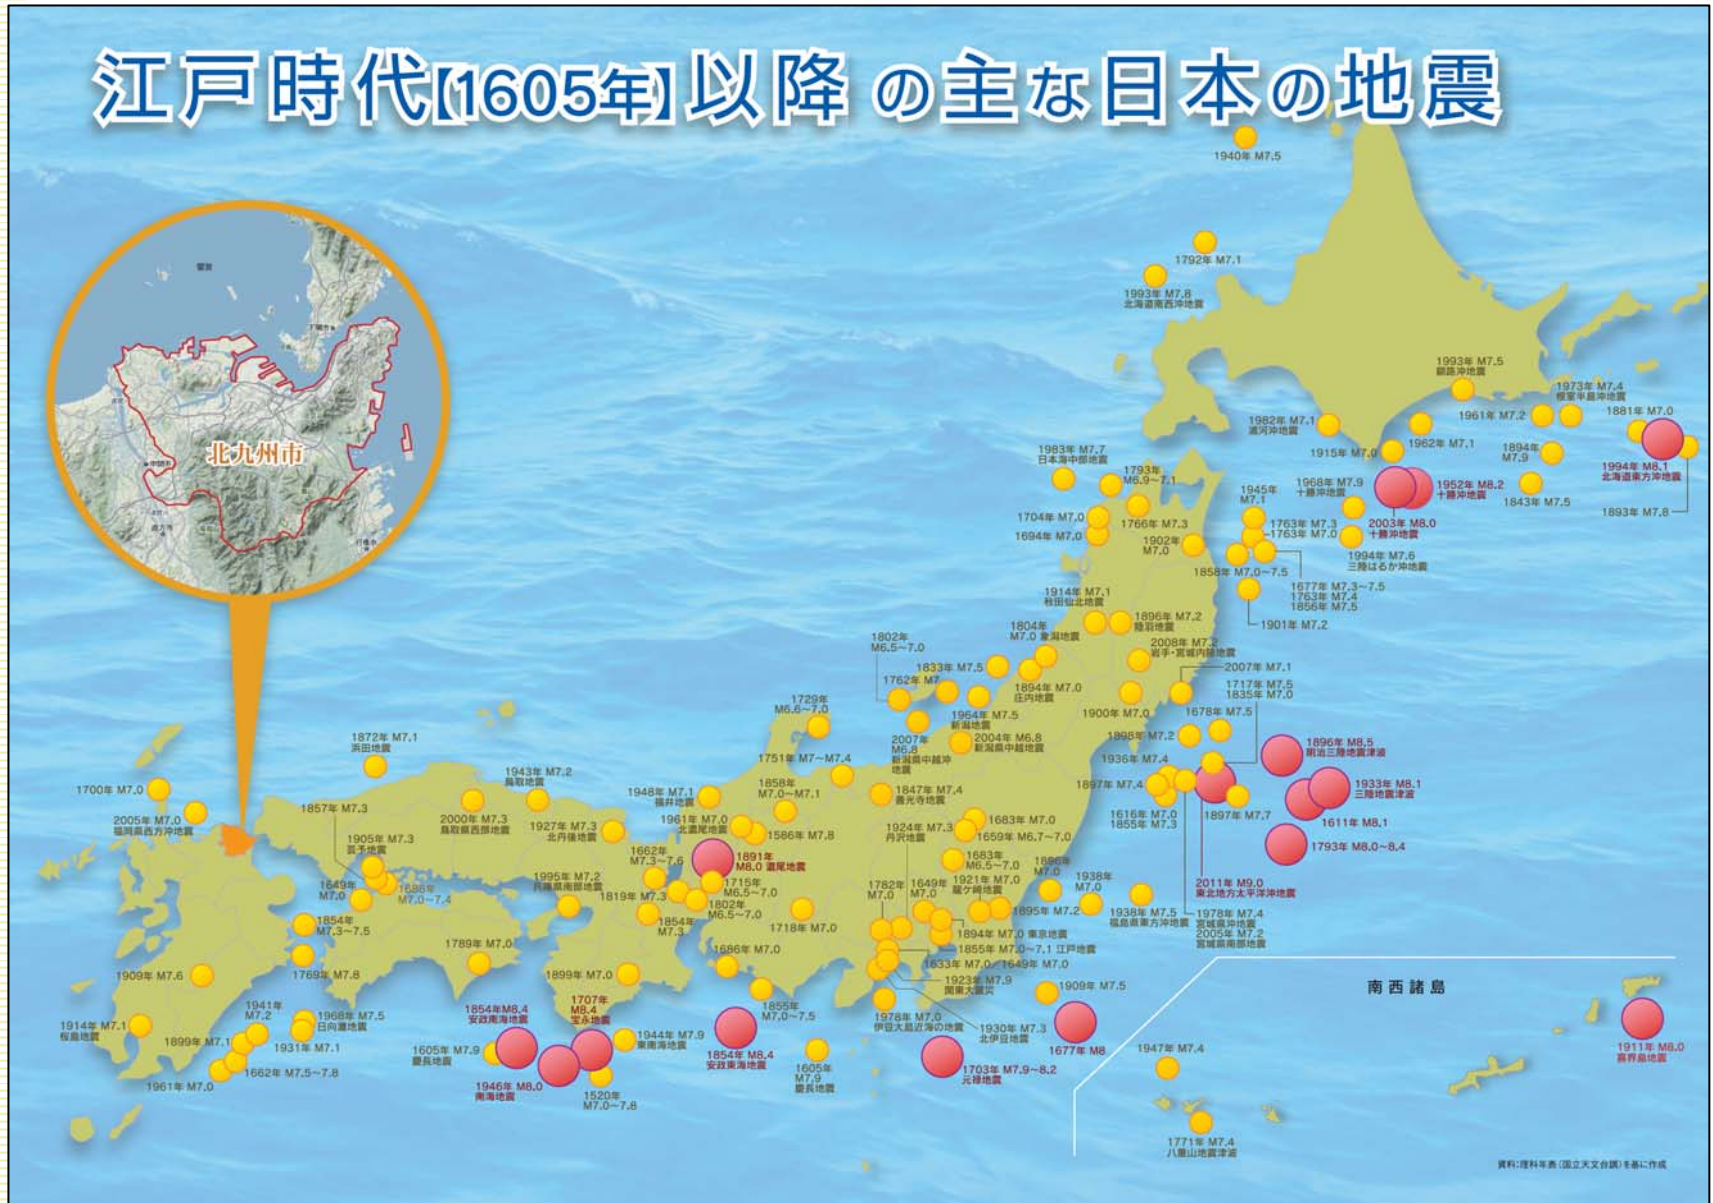 江戸時代【1605年】以降 の主な日本の地震
1940年 M7.5
1792年 M7.1
1993年 M7.8
北海道南西沖地震
北九州市
1993年 M7.5
釧路沖地震
1973年 M7.4
根室半島沖地震
1961年 M7.2
1881年 M7.0
1982年 M7.1
浦河沖地震
1962年 M7.1
1915年 M7.0
1894年
M7.9
1994年 M8.1
北海道東方沖地震
1968年 M7.9
十勝沖地震
1952年 M8.2
十勝沖地震
1843年 M7.5
1893年 M7.8
2003年 M8.0
十勝沖地震
1983年 M7.7
日本海中部地震
1793年
M6.9~7.1
1945年
M7.1
1704年 M7.0
1766年 M7.3
1763年 M7.3
1763年 M7.0
1694年 M7.0
1902年
M7.0
1994年 M7.6
三陸はるか沖地震
1858年 M7.0~7.5
1677年 M7.3~7.5
1763年 M7.4
1856年 M7.5
1901年 M7.2
1914年 M7.1
秋田仙北地震
1896年 M7.2
陸羽地震
1804年
M7.0 象潟地震
2008年 M7.2
岩手・宮城内陸地震
1802年
M6.5~7.0
1833年 M7.5
2007年 M7.1
1762年 M7
1894年 M7.0
庄内地震
1717年 M7.5
1835年 M7.0
1900年 M7.0
1678年 M7.5
1729年
M6.6~7.0
1964年 M7.5
新潟地震
2007年
M6.8
新潟県中越沖
地震
2004年 M6.8
新潟県中越地震
1898年 M7.2
1896年 M8.5
明治三陸地震津波
1872年 M7.1
浜田地震
1751年 M7~M7.4
1936年 M7.4
1897年 M7.4
1933年 M8.1
三陸地震津波
1700年 M7.0
1943年 M7.2
鳥取地震
1948年 M7.1
福井地震
1858年
M7.0~M7.1
1847年 M7.4
善光寺地震
1616年 M7.0
1855年 M7.3
1897年 M7.7
1611年 M8.1
2005年 M7.0
福岡県西方沖地震
1857年 M7.3
2000年 M7.3
鳥取県西部地震
1927年 M7.3
北丹後地震
1961年 M7.0
北濃尾地震
1586年 M7.8
1924年 M7.3
丹沢地震
1683年 M7.0
1659年 M6.7~7.0
1793年 M8.0~8.4
1905年 M7.3
芸予地震
1662年
M7.3~7.6
1891年
M8.0 濃尾地震
1683年
M6.5~7.0
1896年
M7.0
1649年
M7.0
1686年
M7.0~7.4
1995年 M7.2
兵庫県南部地震
1819年 M7.3
1715年
M6.5~7.0
1802年
M6.5~7.0
1782年
M7.0
1649年
M7.0
1921年 M7.0
龍ケ崎地震
1938年
M7.0
2011年 M9.0
東北地方太平洋沖地震
1854年
M7.3~7.5
1854年
M7.3
1718年 M7.0
1895年 M7.2
1938年 M7.5
福島県東方沖地震
1978年 M7.4
宮城県沖地震
2005年 M7.2
宮城県南部地震
1894年 M7.0 東京地震
1855年 M7.0~7.1 江戸地震
1633年 M7.0/1649年 M7.0
1789年 M7.0
1686年 M7.0
1909年 M7.6
1769年 M7.8
1899年 M7.0
1923年 M7.9
関東大震災
1909年 M7.5
南西諸島
1941年
M7.2
1968年 M7.5
日向灘地震
1854年M8.4
安政南海地震
1707年
M8.4
宝永地震
1855年
M7.0~7.5
1978年 M7.0
伊豆大島近海の地震
1930年 M7.3
北伊豆地震
1914年 M7.1
桜島地震
1899年 M7.1
1931年 M7.1
1605年 M7.9
慶長地震
1944年 M7.9
東南海地震
1854年 M8.4
安政東海地震
1677年 M8
1911年 M8.0
喜界島地震
1662年 M7.5~7.8
1961年 M7.0
1946年 M8.0
南海地震
1520年
M7.0~7.8
1605年
M7.9
慶長地震
1703年 M7.9~8.2
元禄地震
1947年 M7.4
1771年 M7.4
八重山地震津波
資料:理科年表(国立天文台調)を基に作成